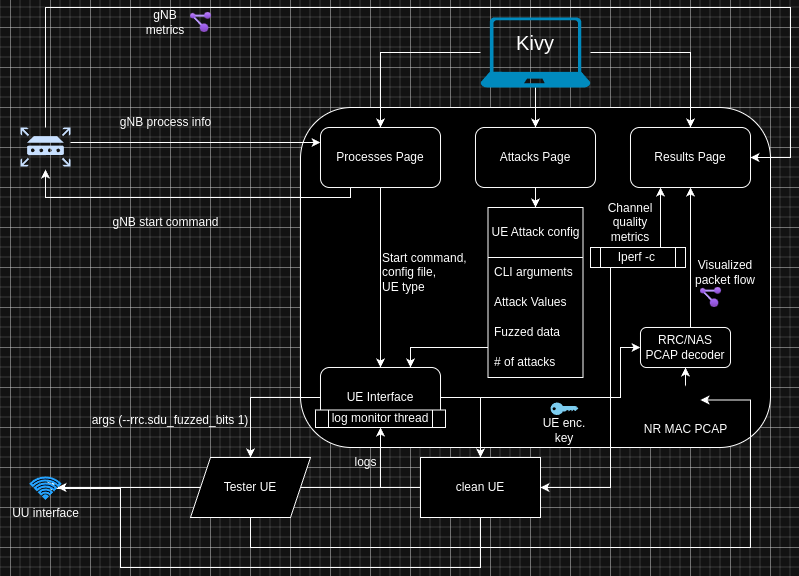 gNB
metrics
Kivy
gNB process info
Processes Page
Attacks Page
Results Page
gNB start command
Channel
quality
metrics
UE Attack config
Iperf -c
Start command,
config file,
UE type
CLI arguments
Visualized
packet flow
Attack Values
Fuzzed data
# of attacks
RRC/NAS
PCAP decoder
UE Interface
log monitor thread
args (--rrc.sdu_fuzzed_bits 1)
UE enc.
key
NR MAC PCAP
logs
Tester UE
clean UE
UU interface